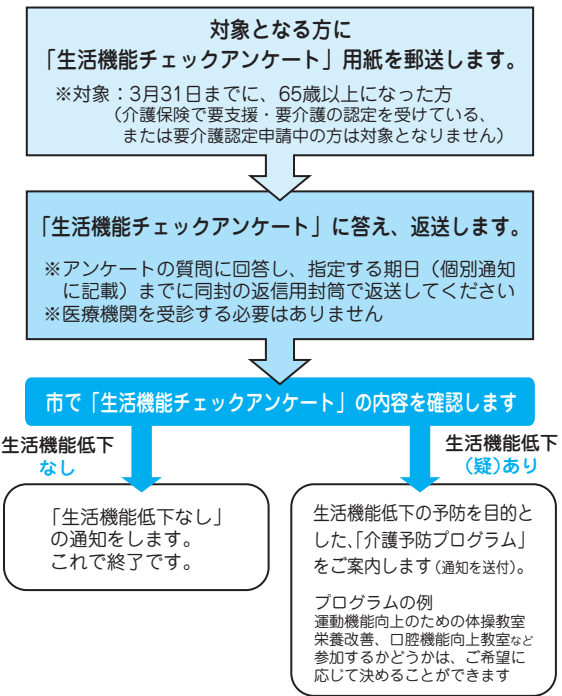 対象となる方に
「生活機能チェックアンケート」用紙を郵送します。
※対象：3月31日までに、65歳以上になった方
（介護保険で要支援・要介護の認定を受けている、
または要介護認定申請中の方は対象となりません）
「生活機能チェックアンケート」に答え、返送します。
※アンケートの質問に回答し、指定する期日（個別通知
に記載）までに同封の返信用封筒で返送してください
※医療機関を受診する必要はありません
市で「生活機能チェックアンケート」の内容を確認します
生活機能低下
なし
「生活機能低下なし」
の通知をします。
これで終了です。
生活機能低下
（疑）あり
生活機能低下の予防を目的と
した、「介護予防プログラム」
をご案内します（通知を送付）。
プログラムの例
運動機能向上のための体操教室
栄養改善、口腔機能向上教室など
参加するかどうかは、ご希望に
応じて決めることができます